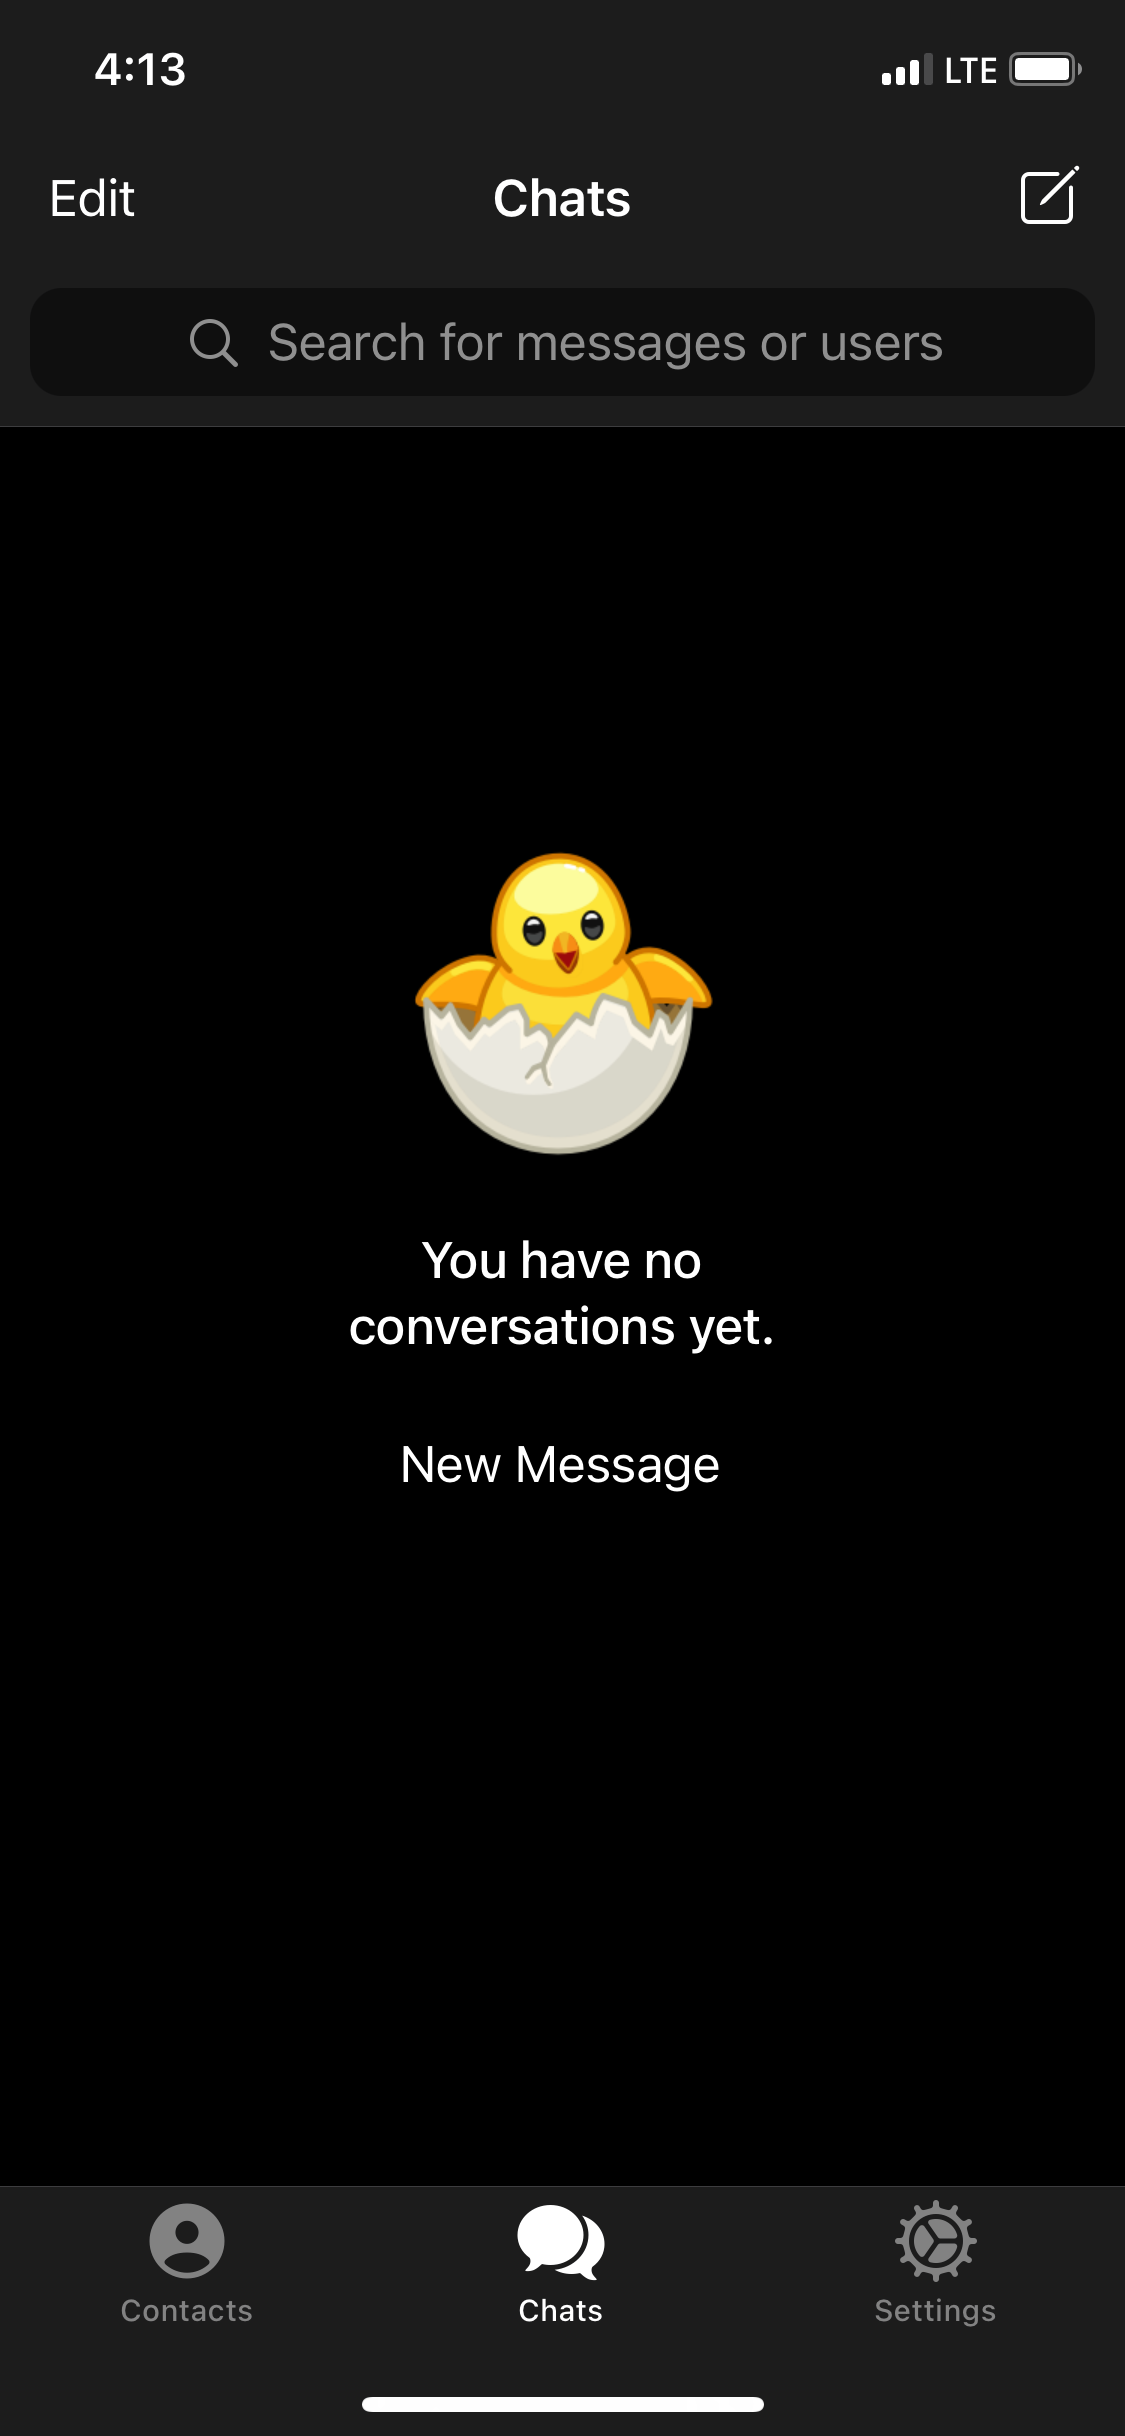 4:13
LTE
Edit
Chats
Search for messages or users
You have no
conversations yet.
New Message
Contacts
Chats
Settings